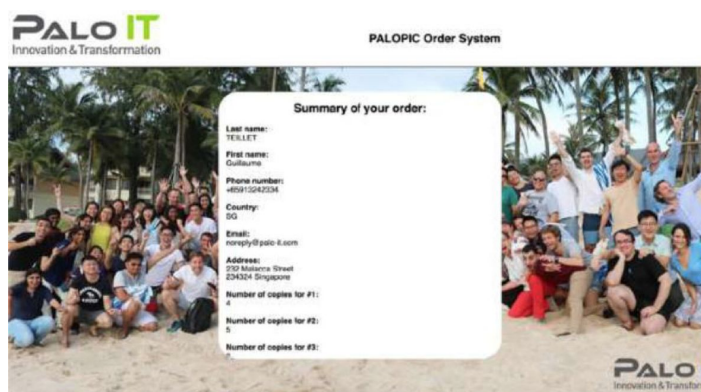 PALO IT
Innovation & Transformation
PALOPIC Order System
Summary of your order:
Last name:
TEILLET
First name:
Guillaume
Phone number:
+65913242334
Country:
SG
Email:
noreply@palo-it.com
Address:
232 Malacca Street
234324 Singapore
Number of copies for #1:
4
Number of copies for #2:
5
Number of copies for #3:
PALO
Innovation & Transfor